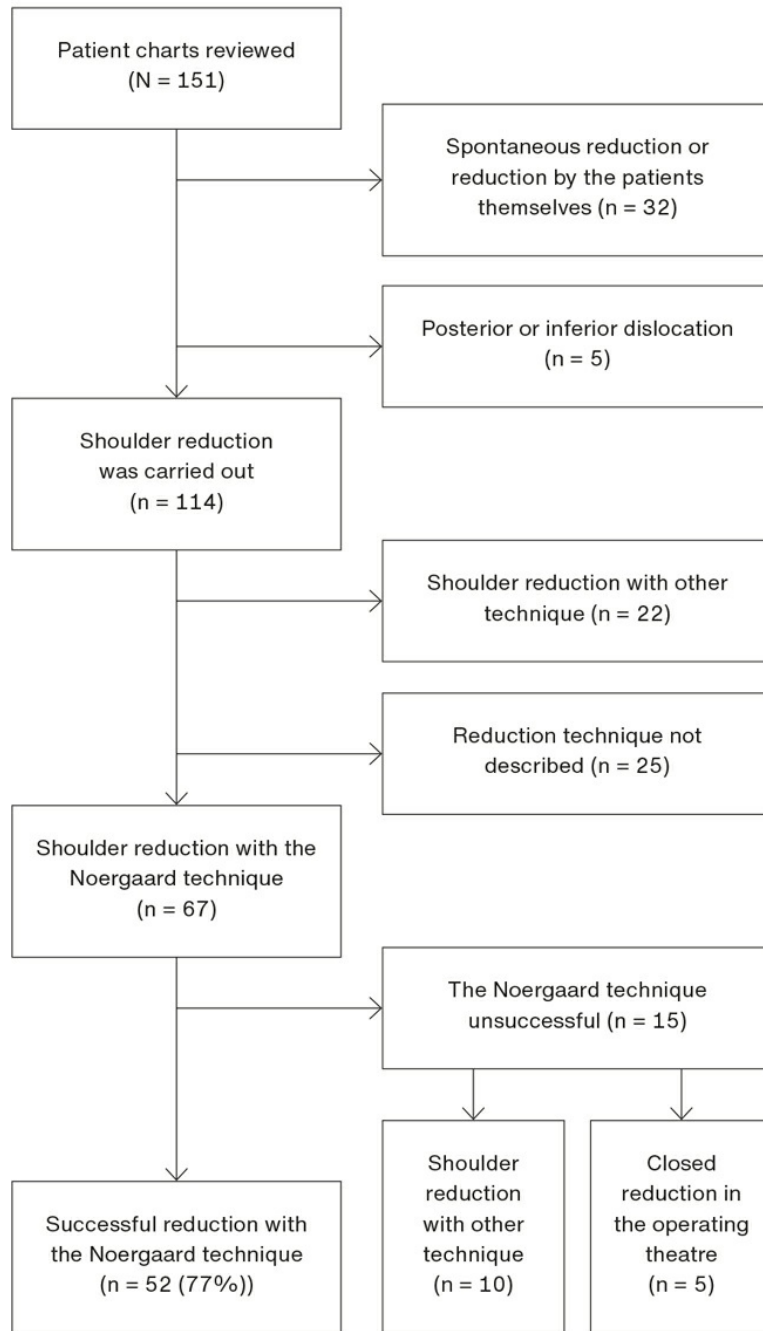 Patient charts reviewed
(N = 151)
Spontaneous reduction or
reduction by the patients
themselves (n = 32)
Posterior or inferior dislocation
(n = 5)
Shoulder reduction
was carried out
(n = 114)
Shoulder reduction with other
technique (n = 22)
Reduction technique not
described (n = 25)
Shoulder reduction with the
Noergaard technique
(n = 67)
The Noergaard technique
unsuccessful (n = 15)
Shoulder
reduction
with other
technique
(n = 10)
Closed
reduction in
the operating
theatre
(n = 5)
Successful reduction with
the Noergaard technique
(n = 52 (77%))